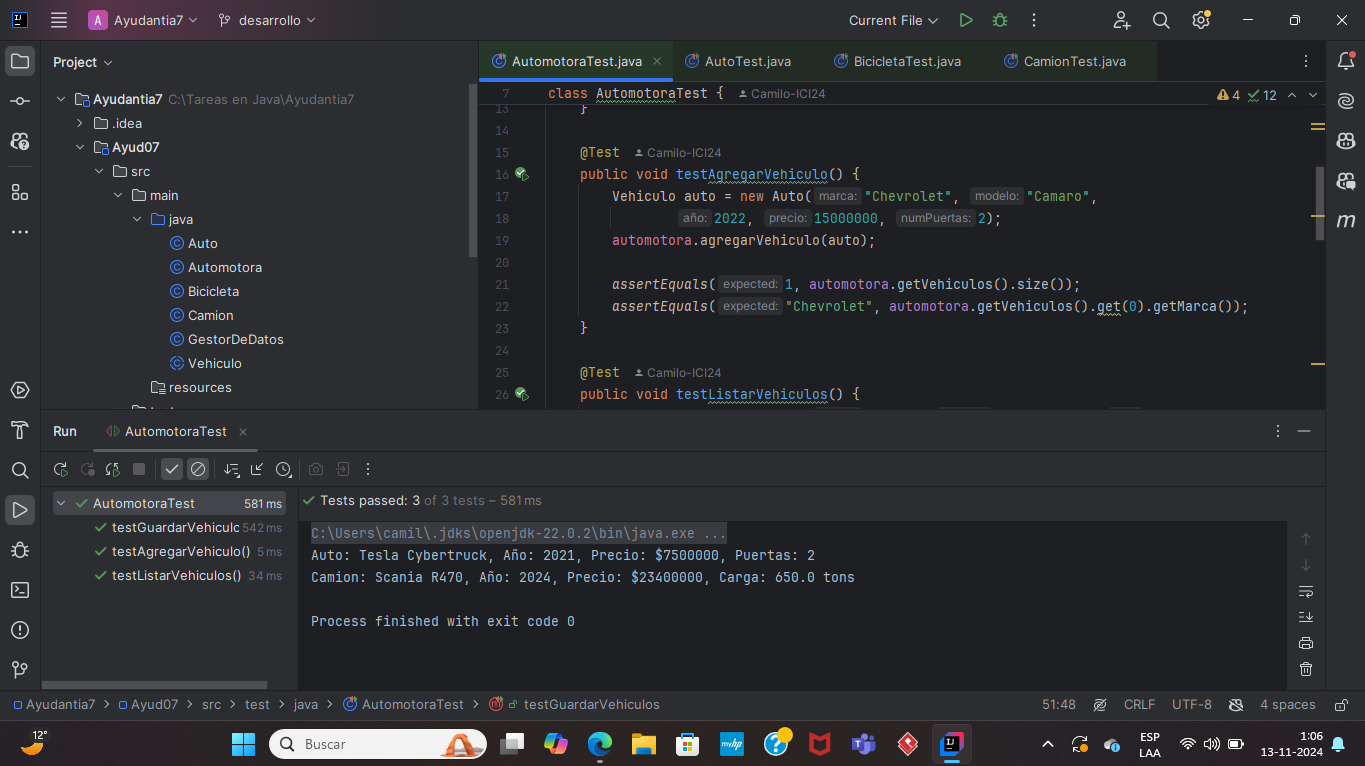 A Ayudantia7 desarrollo Current File
Project
Ayudantia7 C:\Tareas en Java\Ayudantia7
.idea
Ayud07
src
main
java
Auto
Automotora
Bicicleta
Camion
GestorDeDatos
Vehiculo
resources
AutomotoraTest.java AutoTest.java BicicletaTest.java CamionTest.java
7 class AutomotoraTest { Camilo-ICI24 4 12
13 }
14
15 @Test Camilo-ICI24
16 public void testAgregarVehiculo() {
17 Vehiculo auto = new Auto( marca: "Chevrolet", modelo: "Camaro",
18 año: 2022, precio: 15000000, numPuertas: 2);
19 automotora.agregarVehiculo(auto);
20
21 assertEquals( expected: 1, automotora.getVehiculos().size());
22 assertEquals( expected: "Chevrolet", automotora.getVehiculos().get(0).getMarca());
23 }
24
25 @Test Camilo-ICI24
26 public void testListarVehiculos() {
Run AutomotoraTest
AutomotoraTest 581 ms
testGuardarVehiculo 542 ms
testAgregarVehiculo() 5 ms
testListarVehiculos() 34 ms
Tests passed: 3 of 3 tests – 581 ms
C:\Users\camil\.jdks\openjdk-22.0.2\bin\java.exe ...
Auto: Tesla Cybertruck, Año: 2021, Precio: $7500000, Puertas: 2
Camion: Scania R470, Año: 2024, Precio: $23400000, Carga: 650.0 tons
Process finished with exit code 0
Ayudantia7 > Ayud07 > src > test > java > AutomotoraTest > testGuardarVehiculos 51:48 CRLF UTF-8 4 spaces
12° Buscar ESP LAA 1:06 13-11-2024